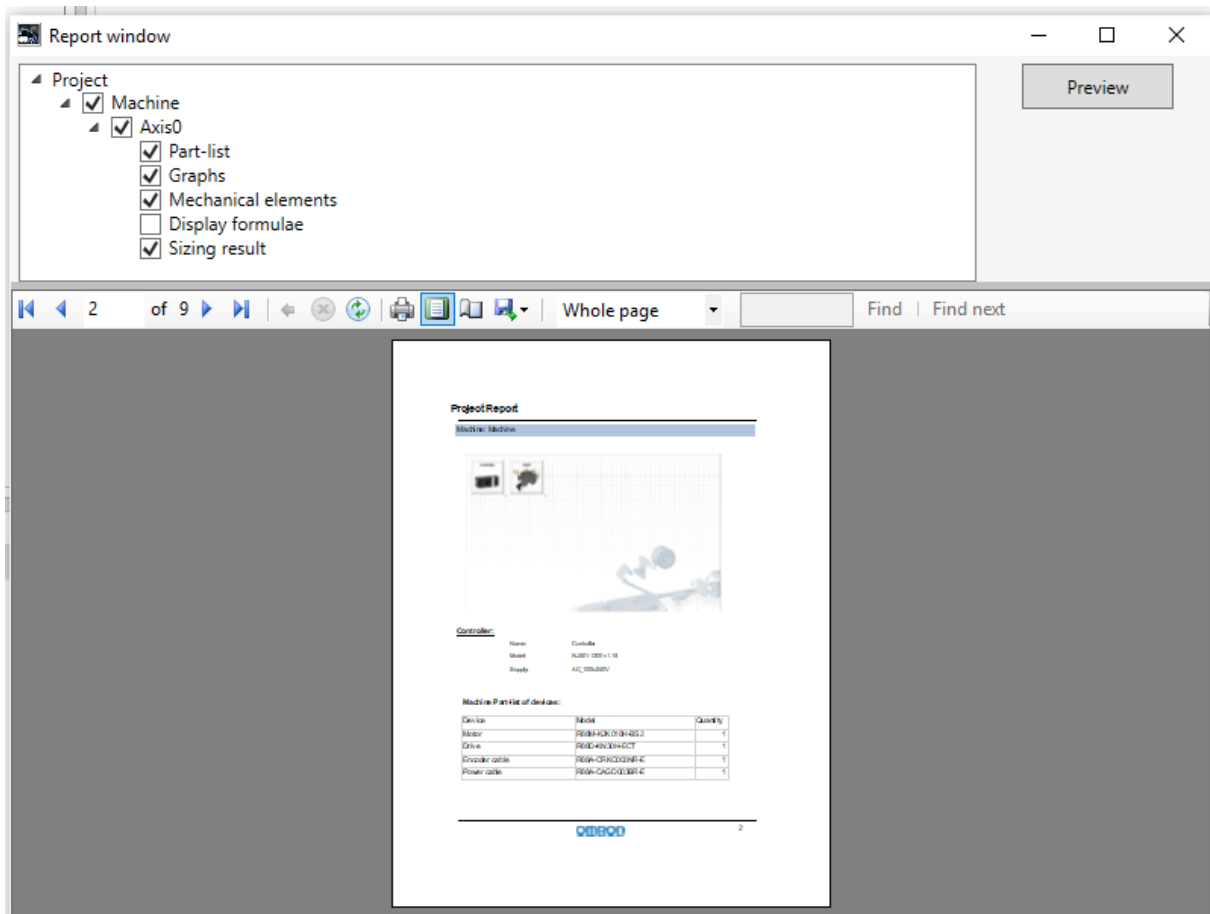 Report window
Project
Machine
Axis0
Part-list
Graphs
Mechanical elements
Display formulae
Sizing result
Preview
2 of 9 Whole page Find Find next
Project Report
Machine: Machine
Controller:
Name: Controller
Model:
Supply:
Machine Part-list of devices:
Device Model Quantity
Motor 1
Drive 1
Encoder cable 1
Power cable 1
OMRON 2